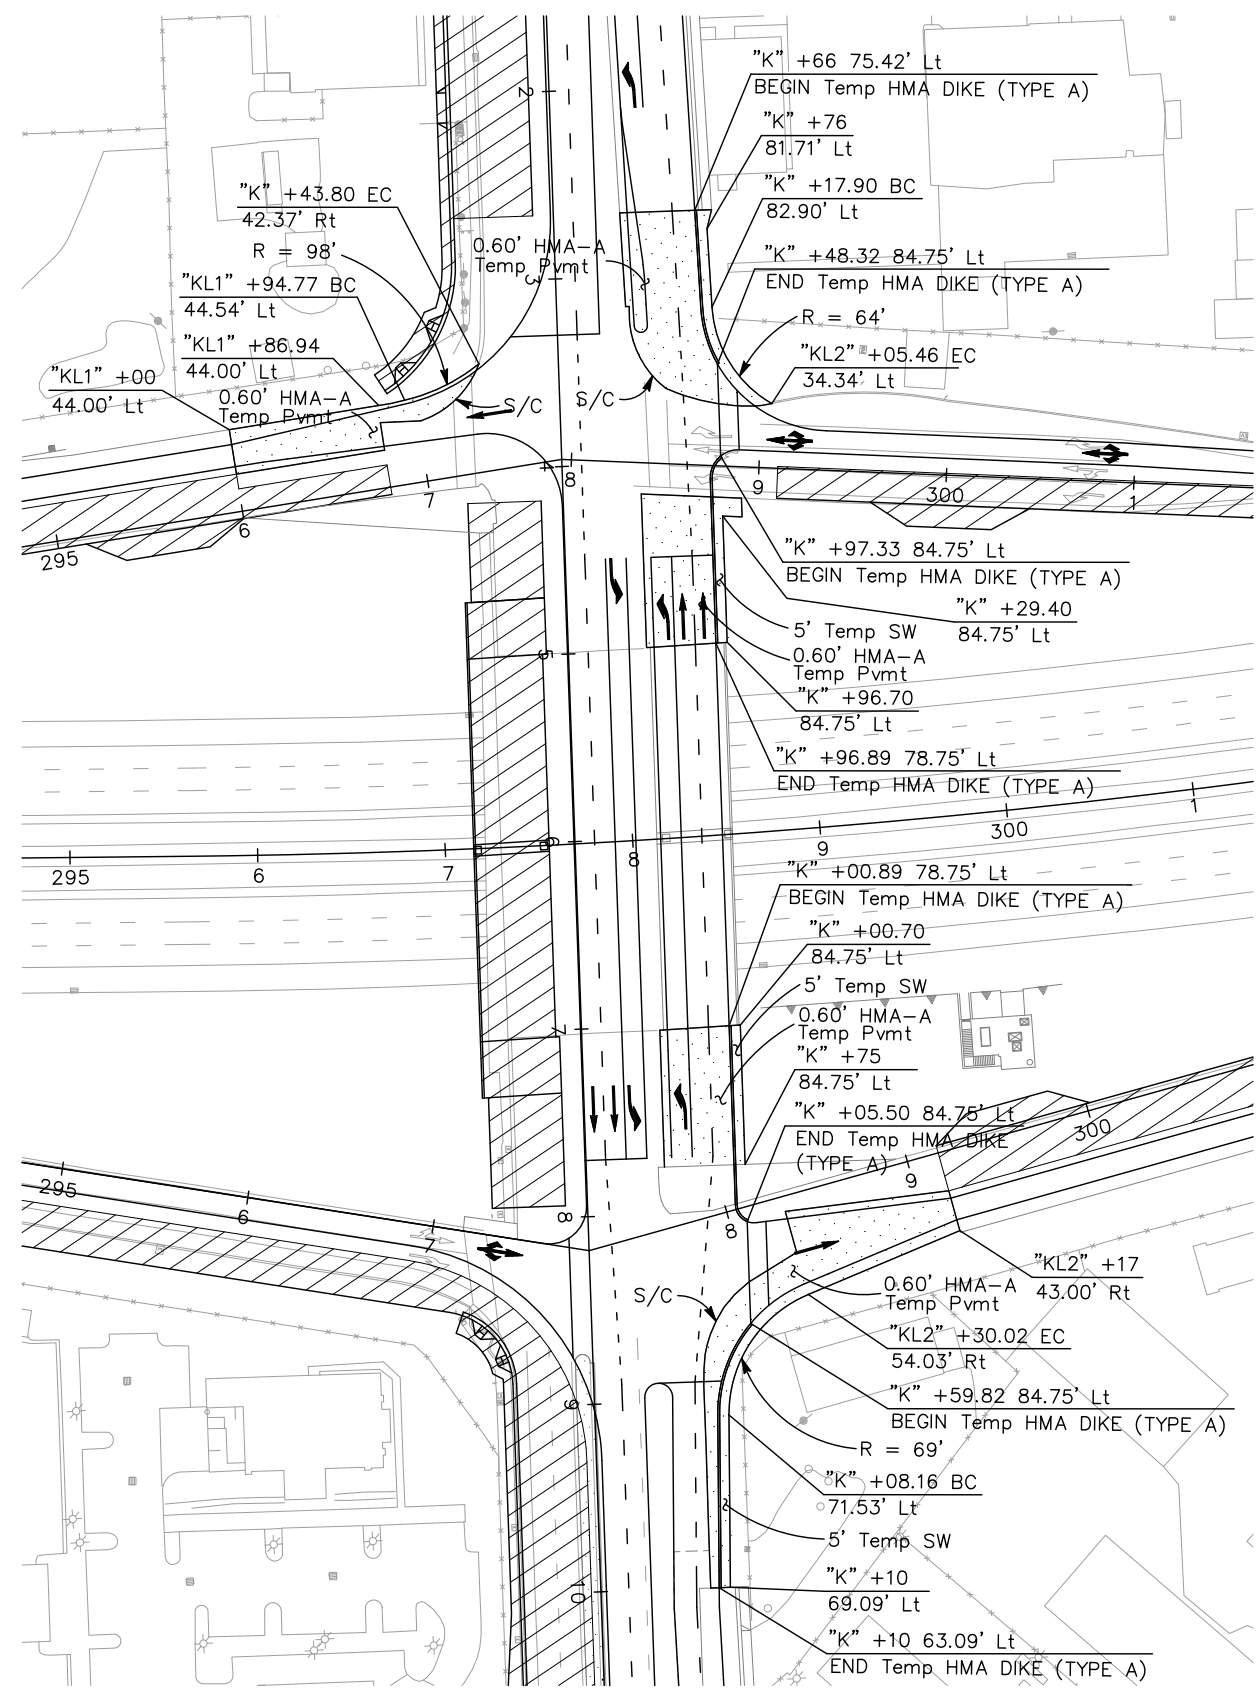 "K" +66 75.42' Lt
BEGIN Temp HMA DIKE (TYPE A)
2
"K" +76
81.71' Lt
"K" +43.80 EC
42.37' Rt
"K" +17.90 BC
82.90' Lt
R = 98'
0.60' HMA-A
Temp Pvmt
3
"K" +48.32 84.75' Lt
END Temp HMA DIKE (TYPE A)
"KL1" +94.77 BC
44.54' Lt
R = 64'
"KL1" +86.94
44.00' Lt
"KL2" +05.46 EC
34.34' Lt
"KL1" +00
44.00' Lt
0.60' HMA-A
Temp Pvmt
S/C
S/C
7
8
9
300
1
6
295
"K" +97.33 84.75' Lt
BEGIN Temp HMA DIKE (TYPE A)
"K" +29.40
84.75' Lt
5' Temp SW
0.60' HMA-A
Temp Pvmt
5
"K" +96.70
84.75' Lt
"K" +96.89 78.75' Lt
END Temp HMA DIKE (TYPE A)
1
300
9
6
8
295
6
7
"K" +00.89 78.75' Lt
BEGIN Temp HMA DIKE (TYPE A)
"K" +00.70
84.75' Lt
5' Temp SW
0.60' HMA-A
Temp Pvmt
7
"K" +75
84.75' Lt
"K" +05.50 84.75' Lt
END Temp HMA DIKE
(TYPE A)
300
9
295
6
7
8
8
"KL2" +17
43.00' Rt
0.60' HMA-A
Temp Pvmt
S/C
"KL2" +30.02 EC
54.03' Rt
"K" +59.82 84.75' Lt
BEGIN Temp HMA DIKE (TYPE A)
9
R = 69'
"K" +08.16 BC
71.53' Lt
5' Temp SW
"K" +10
69.09' Lt
10
"K" +10 63.09' Lt
END Temp HMA DIKE (TYPE A)